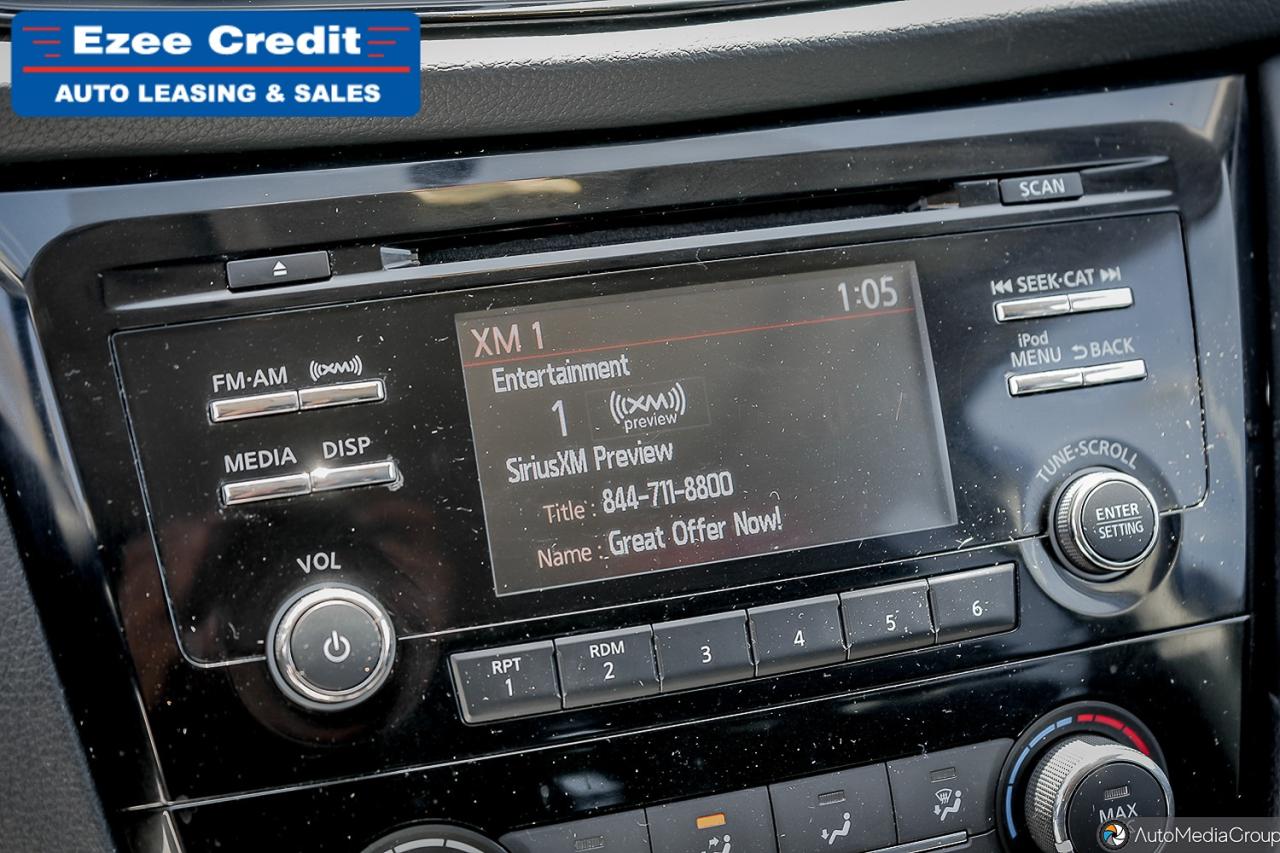 Ezee Credit
AUTO LEASING & SALES
SCAN
XM 1
1:05
Entertainment
1
((XM))
preview
SiriusXM Preview
Title : 844-711-8800
Name : Great Offer Now!
FM·AM
((XM))
MEDIA
DISP
VOL
SEEK·CAT
iPod
MENU
BACK
TUNE·SCROLL
ENTER
SETTING
RPT
1
RDM
2
3
4
5
6
MAX
AutoMediaGroup